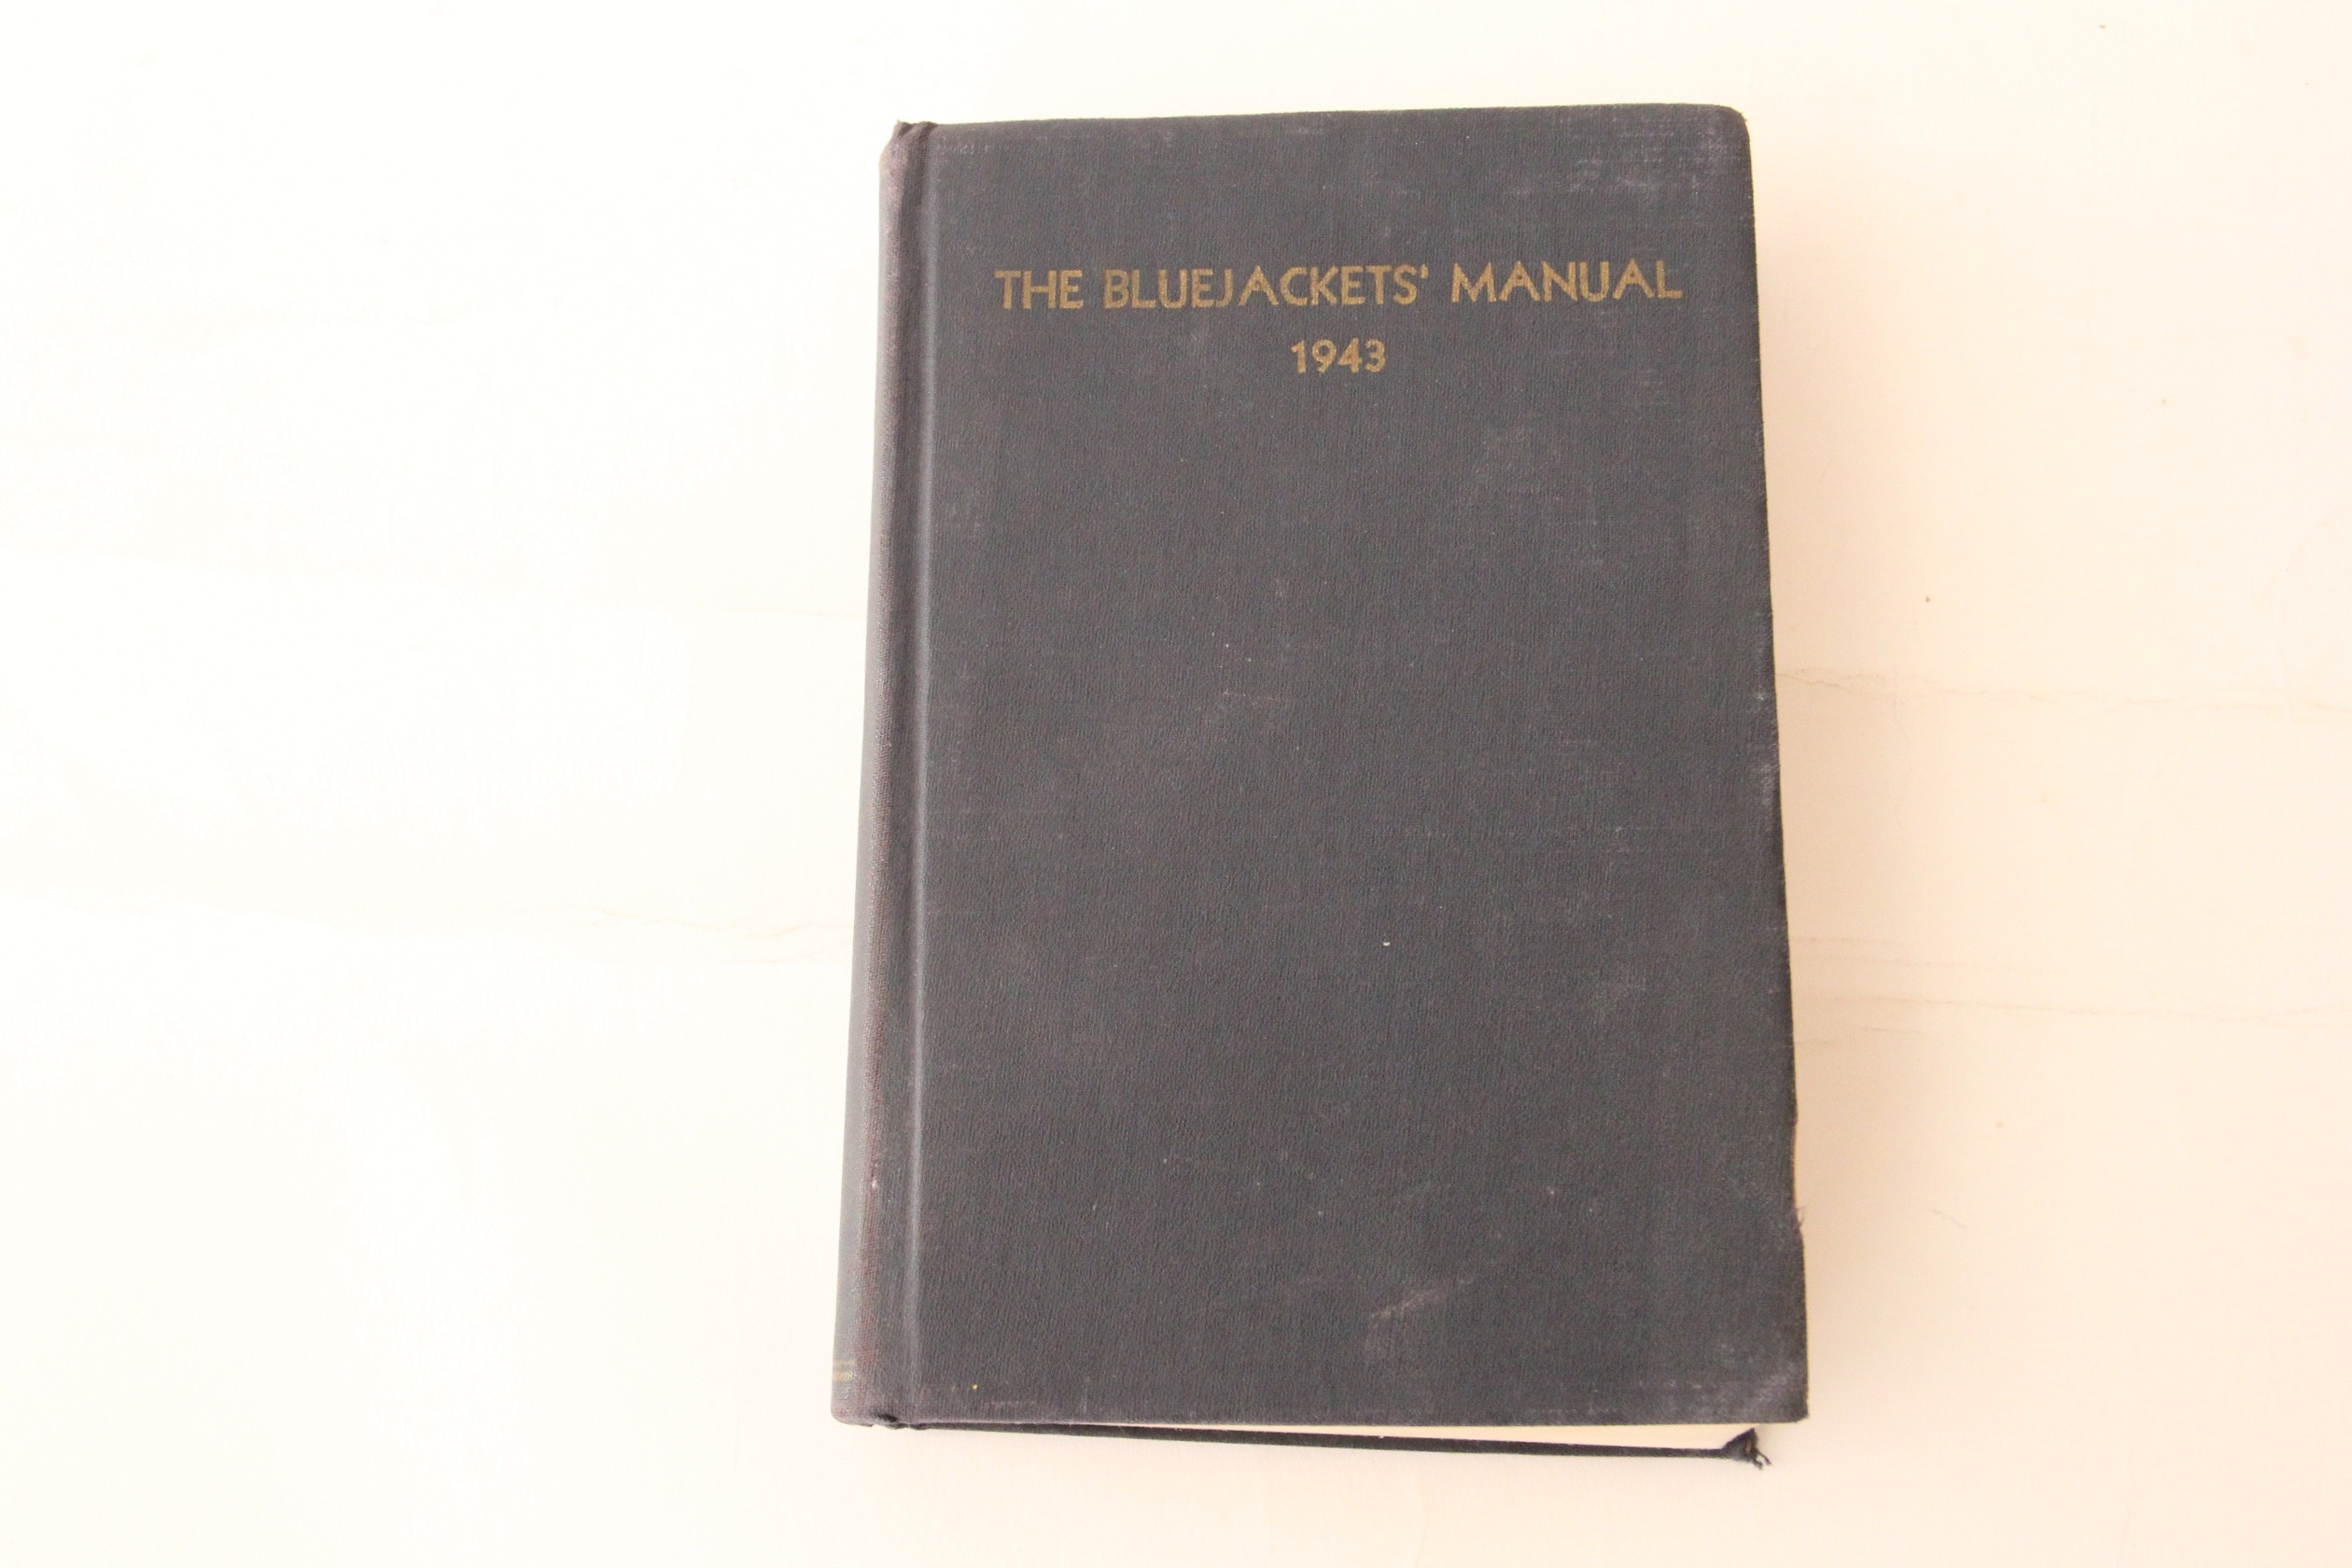 THE BLUEJACKETS' MANUAL
1943